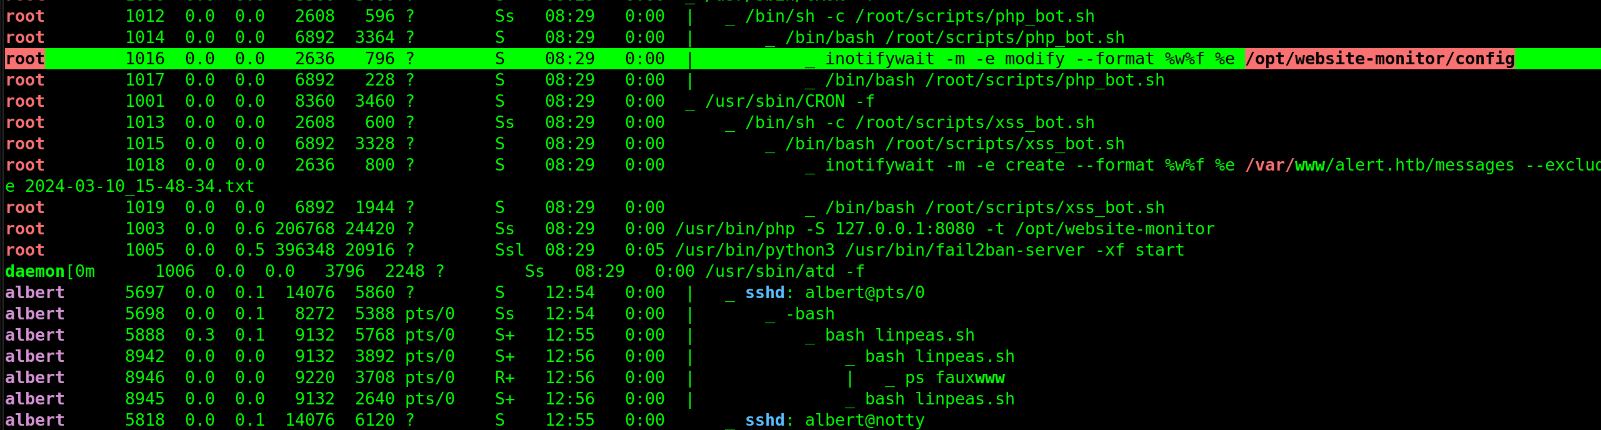 root 1012 0.0 0.0 2608 596 ? Ss 08:29 0:00 | _ /bin/sh -c /root/scripts/php_bot.sh
root 1014 0.0 0.0 6892 3364 ? S 08:29 0:00 | _ /bin/bash /root/scripts/php_bot.sh
root 1016 0.0 0.0 2636 796 ? S 08:29 0:00 | _ inotifywait -m -e modify --format %w%f %e /opt/website-monitor/config
root 1017 0.0 0.0 6892 228 ? S 08:29 0:00 | _ /bin/bash /root/scripts/php_bot.sh
root 1001 0.0 0.0 8360 3460 ? S 08:29 0:00 _ /usr/sbin/CRON -f
root 1013 0.0 0.0 2608 600 ? Ss 08:29 0:00 _ /bin/sh -c /root/scripts/xss_bot.sh
root 1015 0.0 0.0 6892 3328 ? S 08:29 0:00 _ /bin/bash /root/scripts/xss_bot.sh
root 1018 0.0 0.0 2636 800 ? S 08:29 0:00 _ inotifywait -m -e create --format %w%f %e /var/www/alert.htb/messages --exclud
e 2024-03-10_15-48-34.txt
root 1019 0.0 0.0 6892 1944 ? S 08:29 0:00 _ /bin/bash /root/scripts/xss_bot.sh
root 1003 0.0 0.6 206768 24420 ? Ss 08:29 0:00 /usr/bin/php -S 127.0.0.1:8080 -t /opt/website-monitor
root 1005 0.0 0.5 396348 20916 ? Ssl 08:29 0:05 /usr/bin/python3 /usr/bin/fail2ban-server -xf start
daemon[0m 1006 0.0 0.0 3796 2248 ? Ss 08:29 0:00 /usr/sbin/atd -f
albert 5697 0.0 0.1 14076 5860 ? S 12:54 0:00 | _ sshd: albert@pts/0
albert 5698 0.0 0.1 8272 5388 pts/0 Ss 12:54 0:00 | _ -bash
albert 5888 0.3 0.1 9132 5768 pts/0 S+ 12:55 0:00 | _ bash linpeas.sh
albert 8942 0.0 0.0 9132 3892 pts/0 S+ 12:56 0:00 | _ bash linpeas.sh
albert 8946 0.0 0.0 9220 3708 pts/0 R+ 12:56 0:00 | | _ ps fauxwww
albert 8945 0.0 0.0 9132 2640 pts/0 S+ 12:56 0:00 | _ bash linpeas.sh
albert 5818 0.0 0.1 14076 6120 ? S 12:55 0:00 _ sshd: albert@notty